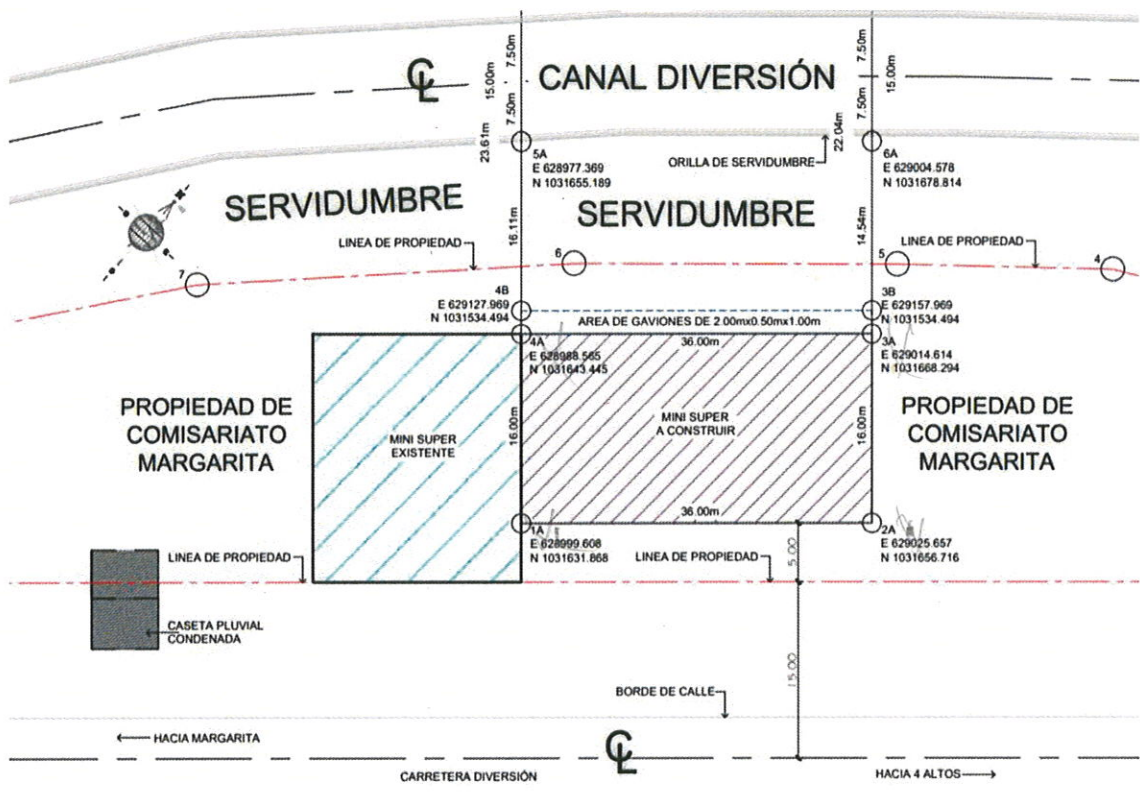 7.50m
7.50m
CL
15.00m
CANAL DIVERSIÓN
15.00m
7.50m
7.50m
23.61m
22.04m
5A
E 628977.369
N 1031655.189
ORILLA DE SERVIDUMBRE
6A
E 629004.578
N 1031678.814
SERVIDUMBRE
SERVIDUMBRE
LINEA DE PROPIEDAD
16.11m
14.54m
LINEA DE PROPIEDAD
7
6
5
4
4B
E 629127.969
N 1031534.494
3B
E 629157.969
N 1031534.494
AREA DE GAVIONES DE 2.00mx0.50mx1.00m
4A
E 628988.565
N 1031643.445
36.00m
3A
E 629014.614
N 1031668.294
PROPIEDAD DE
COMISARIATO
MARGARITA
MINI SUPER
EXISTENTE
16.00m
MINI SUPER
A CONSTRUIR
16.00m
PROPIEDAD DE
COMISARIATO
MARGARITA
36.00m
1A
E 628999.608
N 1031631.868
2A
E 629025.657
N 1031656.716
LINEA DE PROPIEDAD
LINEA DE PROPIEDAD
5.00
CASETA PLUVIAL
CONDENADA
15.00
BORDE DE CALLE
HACIA MARGARITA
CL
CARRETERA DIVERSIÓN
HACIA 4 ALTOS